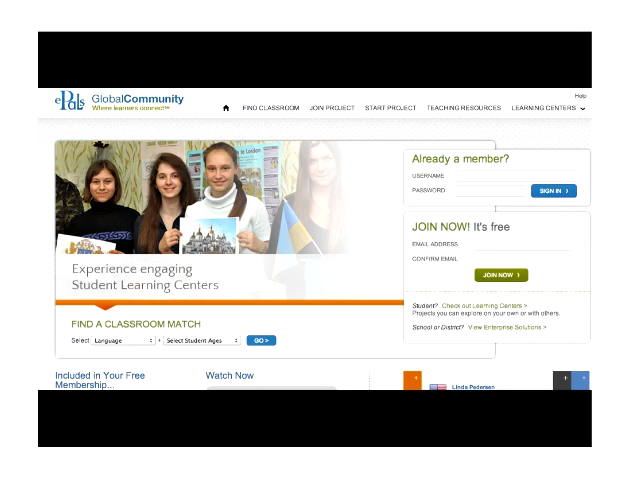 ePals GlobalCommunity
Where learners connect℠
Help
FIND CLASSROOM JOIN PROJECT START PROJECT TEACHING RESOURCES LEARNING CENTERS
to London
Experience engaging
Student Learning Centers
FIND A CLASSROOM MATCH
Select Language + Select Student Ages GO >
Already a member?
USERNAME
PASSWORD SIGN IN
JOIN NOW! It's free
EMAIL ADDRESS
CONFIRM EMAIL
JOIN NOW
Student? Check out Learning Centers >
Projects you can explore on your own or with others.
School or District? View Enterprise Solutions >
Included in Your Free
Membership...
Watch Now
+ Linda Pedersen + +